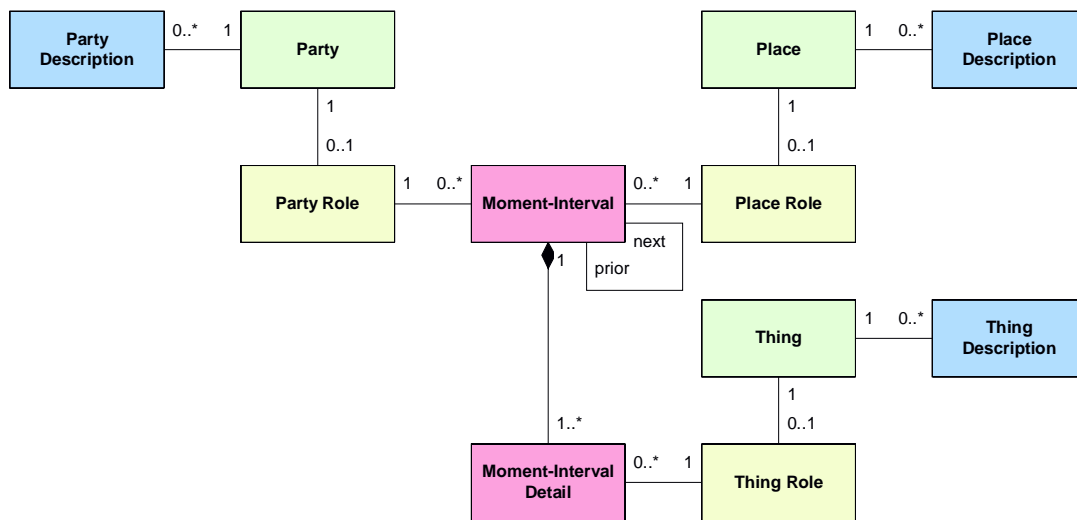 Party
Description
0..*
1
Party
Place
1
0..*
Place
Description
1
0..1
1
0..1
Party Role
1
0..*
Moment-Interval
0..*
1
Place Role
1
next
prior
Thing
1
0..*
Thing
Description
1
0..1
1..*
Moment-Interval
Detail
0..*
1
Thing Role